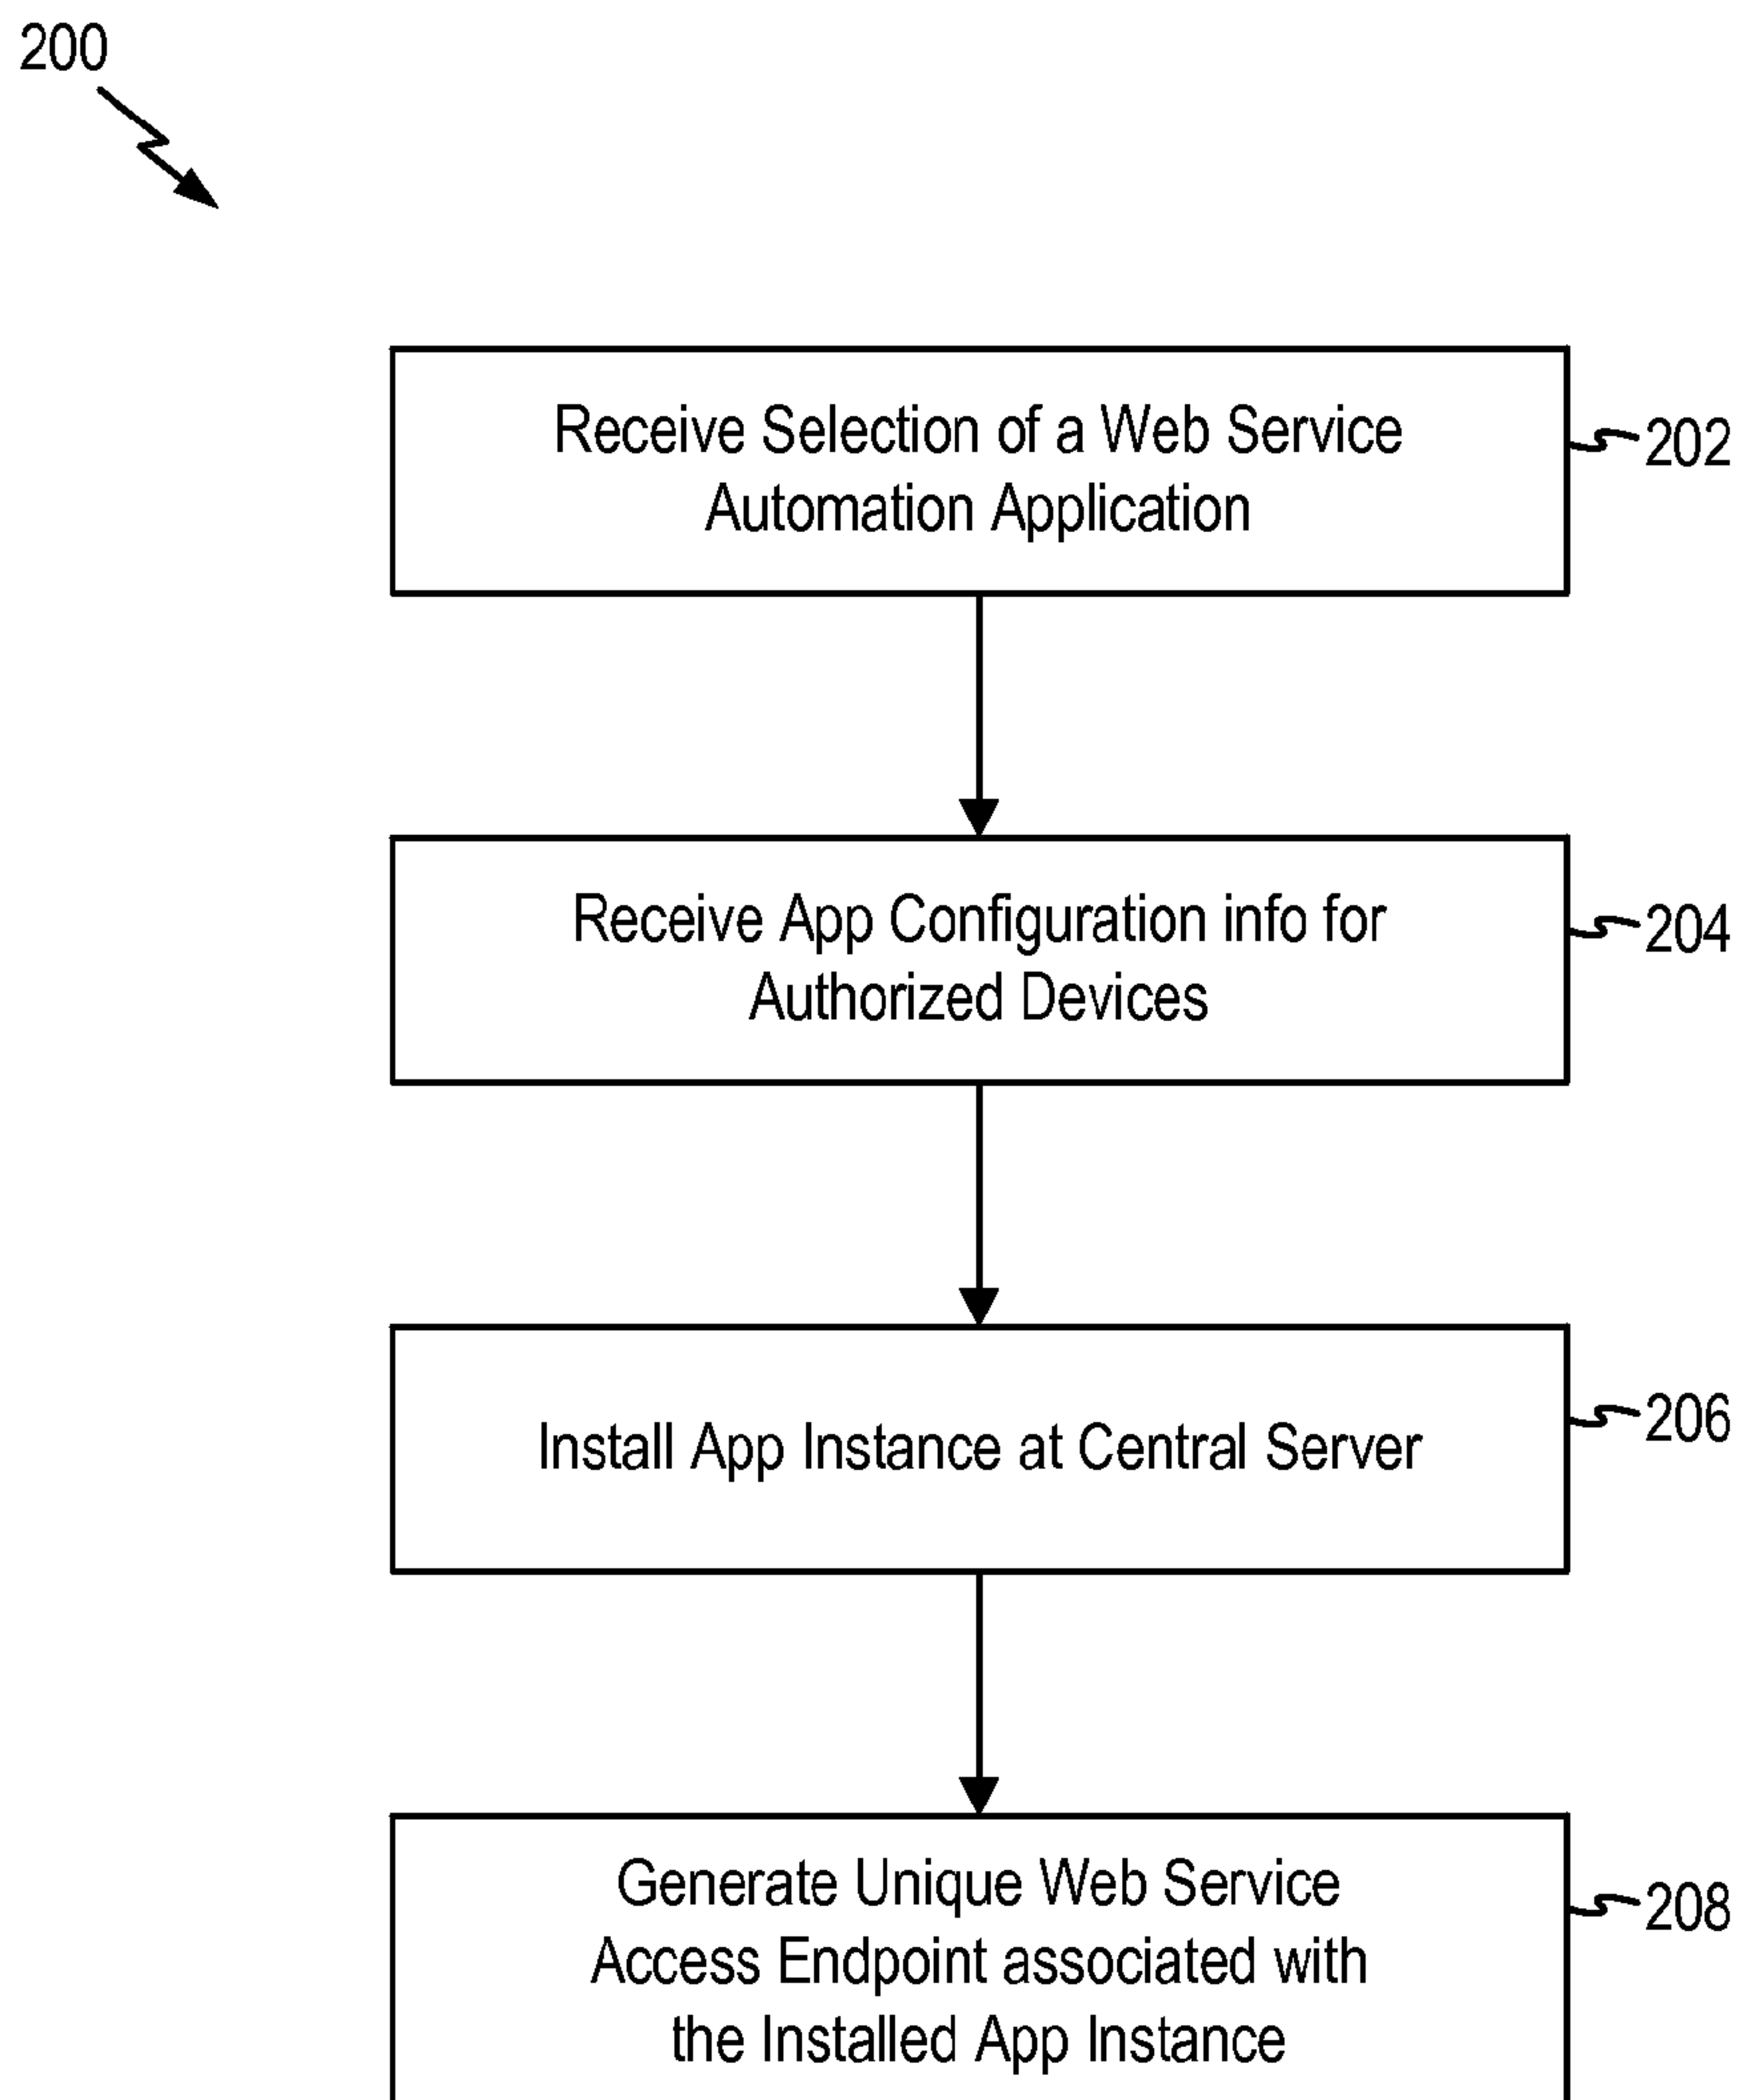 200
Receive Selection of a Web Service
Automation Application
202
Receive App Configuration info for
Authorized Devices
204
Install App Instance at Central Server
206
Generate Unique Web Service
Access Endpoint associated with
the Installed App Instance
208